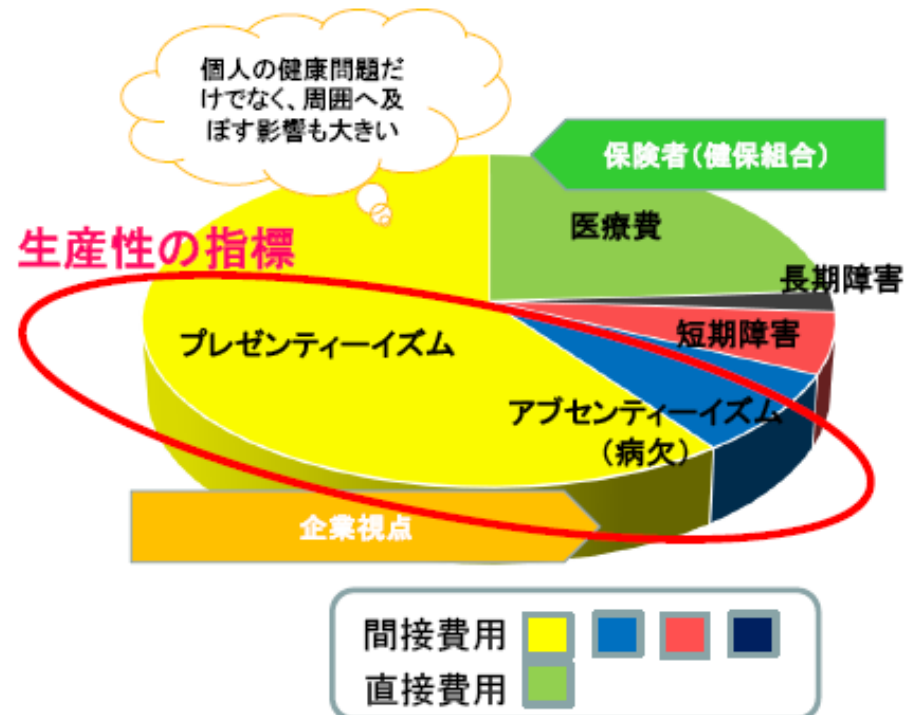 個人の健康問題だ
けでなく、周囲へ及
ぼす影響も大きい
保険者(健保組合)
医療費
生産性の指標
長期障害
短期障害
プレゼンティーイズム
アブセンティーイズム
(病欠)
企業視点
間接費用
直接費用